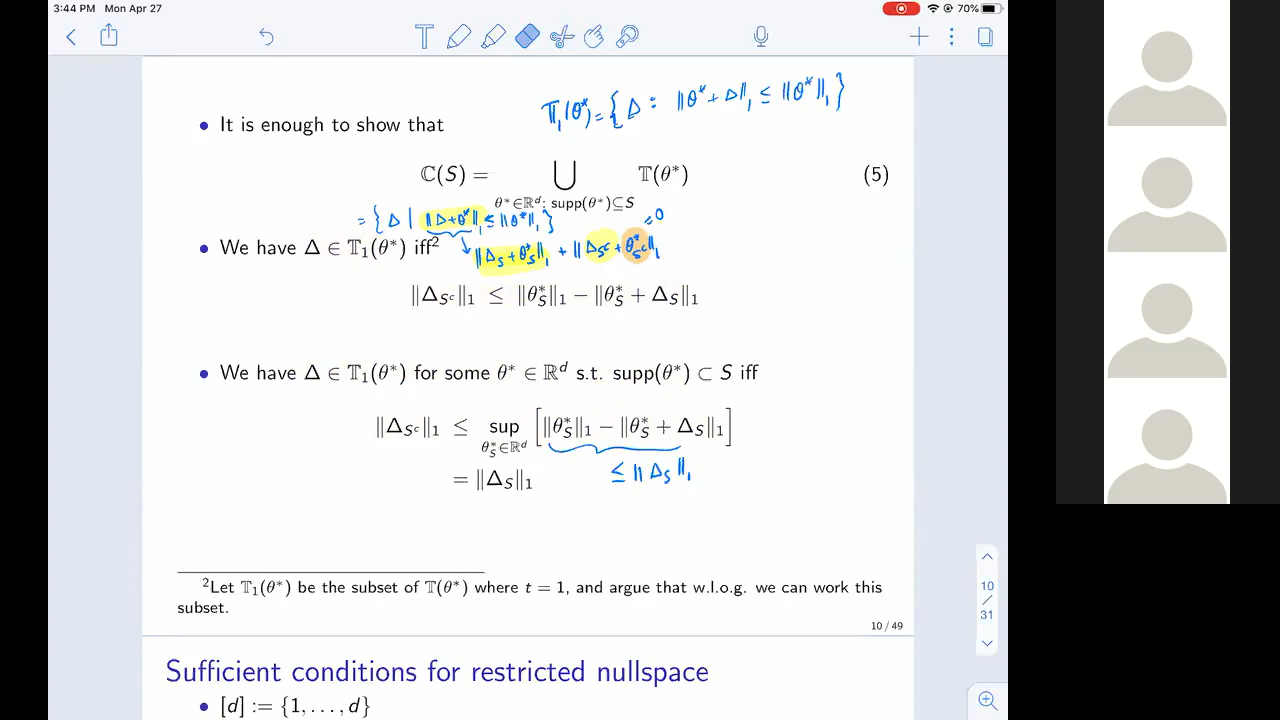 3:44 PM Mon Apr 27
70%
𝕋₁(θ*) = { Δ : ‖θ* + Δ‖₁ ≤ ‖θ*‖₁ }
• It is enough to show that
ℂ(S) = ⋃ 𝕋(θ*) (5)
θ*∈ℝᵈ: supp(θ*)⊆S
= { Δ | ‖Δ+θ*‖₁ ≤ ‖θ*‖₁ }
=0
• We have Δ ∈ 𝕋₁(θ*) iff²
‖Δ_S + θ*_S‖₁ + ‖Δ_{S^c} + θ*_{S^c}‖₁
‖Δ_{S^c}‖₁ ≤ ‖θ*_S‖₁ − ‖θ*_S + Δ_S‖₁
• We have Δ ∈ 𝕋₁(θ*) for some θ* ∈ ℝᵈ s.t. supp(θ*) ⊂ S iff
‖Δ_{S^c}‖₁ ≤ sup [‖θ*_S‖₁ − ‖θ*_S + Δ_S‖₁]
θ*_S∈ℝᵈ
≤ ‖Δ_S‖₁
= ‖Δ_S‖₁
²Let 𝕋₁(θ*) be the subset of 𝕋(θ*) where t = 1, and argue that w.l.o.g. we can work this
subset.
10 / 49
10
/
31
Sufficient conditions for restricted nullspace
• [d] := {1, . . . , d}